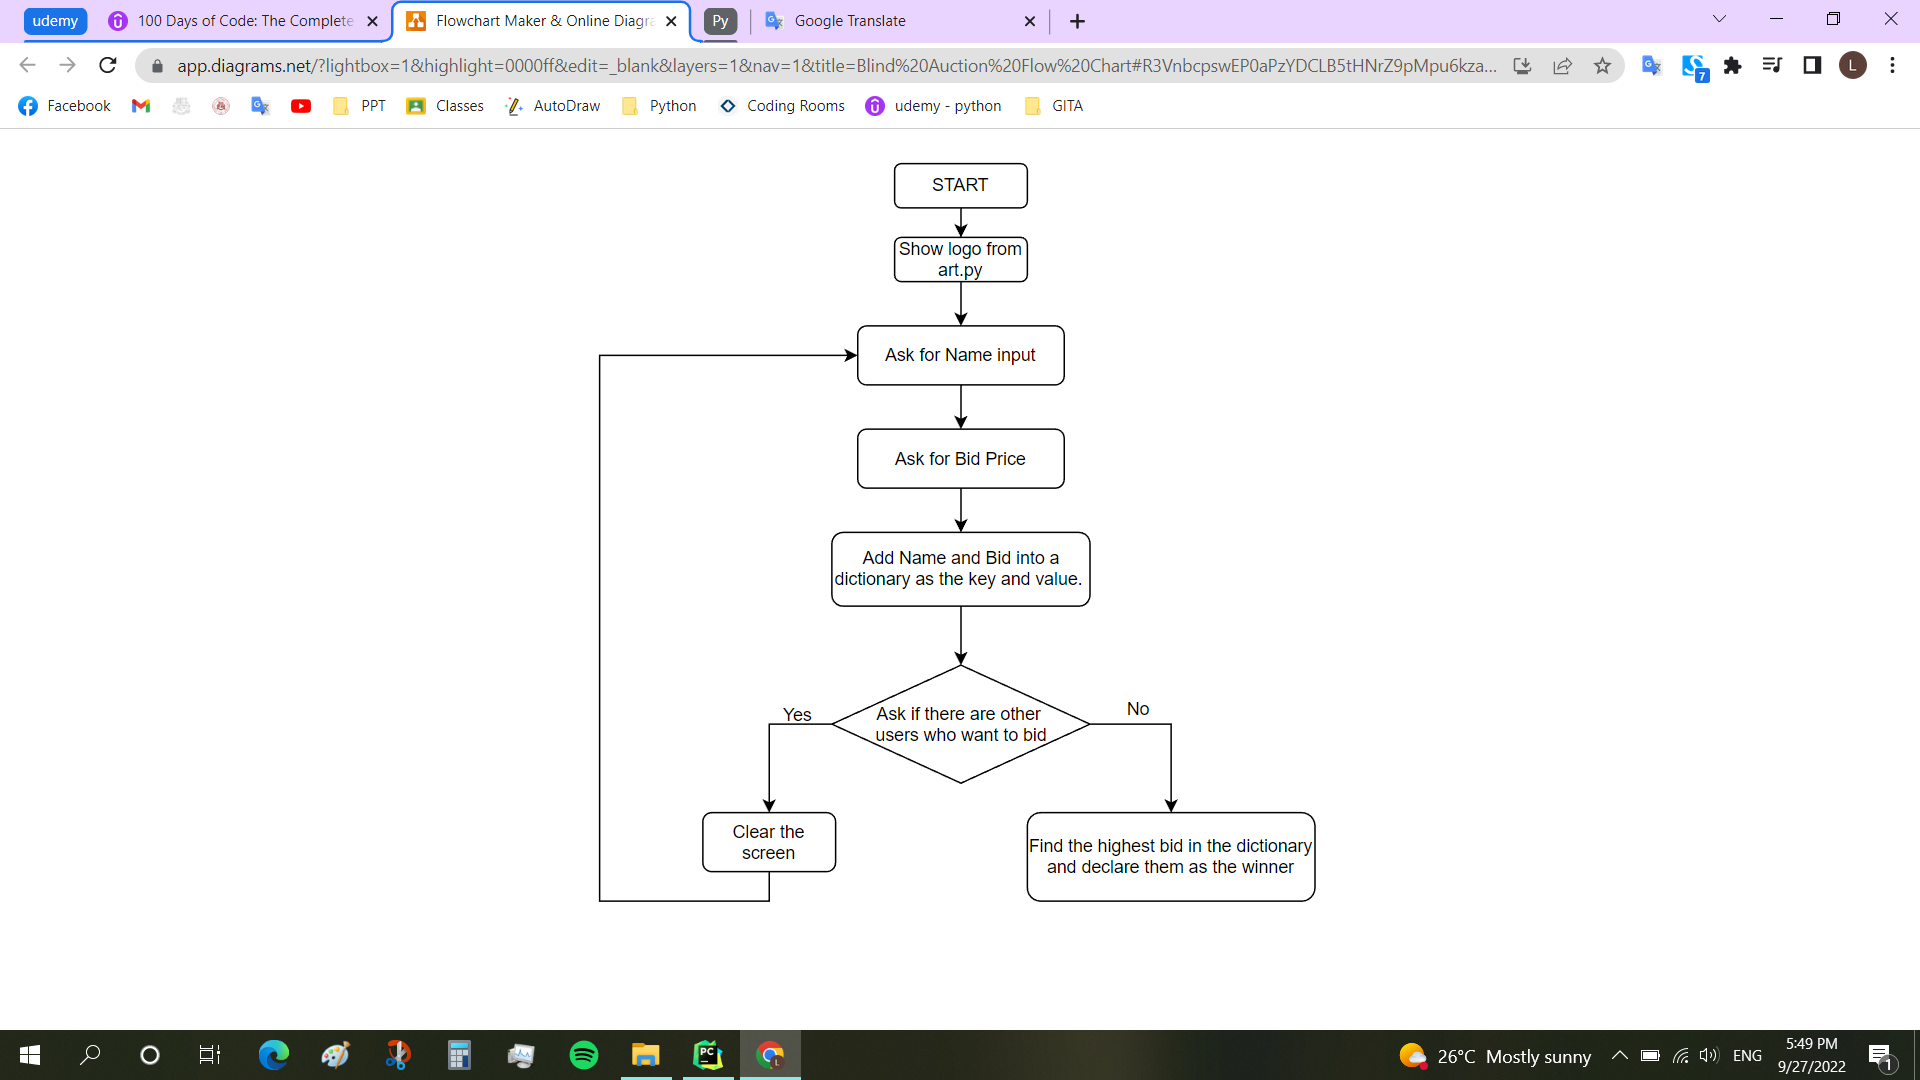 udemy
100 Days of Code: The Complete
Flowchart Maker & Online Diagra
Py
Google Translate
app.diagrams.net/?lightbox=1&highlight=0000ff&edit=_blank&layers=1&nav=1&title=Blind%20Auction%20Flow%20Chart#R3VnbcpswEP0aPzYDCLB5tHNrZ9pMpu6kza...
7
L
Facebook
PPT
Classes
AutoDraw
Python
Coding Rooms
udemy - python
GITA
START
Show logo from
art.py
Ask for Name input
Ask for Bid Price
Add Name and Bid into a
dictionary as the key and value.
Ask if there are other
users who want to bid
Yes
No
Clear the
screen
Find the highest bid in the dictionary
and declare them as the winner
PC
L
26°C Mostly sunny
ENG
5:49 PM
9/27/2022
1